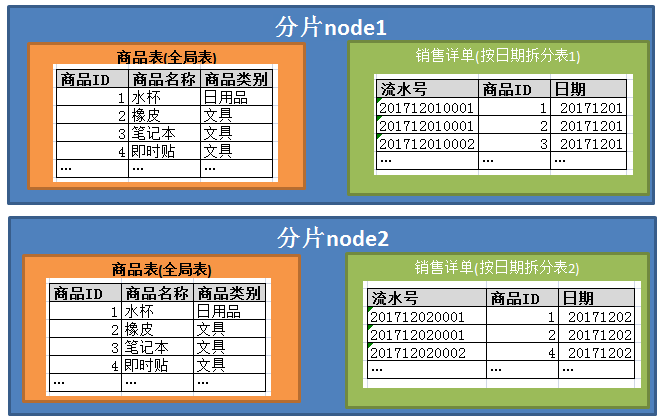 分片node1
商品表(全局表)
商品ID 商品名称 商品类别
1 水杯 日用品
2 橡皮 文具
3 笔记本 文具
4 即时贴 文具
… … …
销售详单(按日期拆分表1)
流水号 商品ID 日期
201712010001 1 20171201
201712010001 2 20171201
201712010002 3 20171201
… … …
分片node2
商品表(全局表)
商品ID 商品名称 商品类别
1 水杯 日用品
2 橡皮 文具
3 笔记本 文具
4 即时贴 文具
… … …
销售详单(按日期拆分表2)
流水号 商品ID 日期
201712020001 1 20171202
201712020001 2 20171202
201712020002 4 20171202
… … …